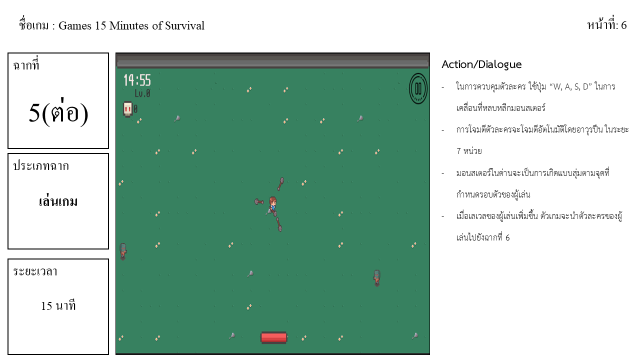 ชื่อเกม : Games 15 Minutes of Survival
หน้าที่: 6
ฉากที่
5(ต่อ)
ประเภทฉาก
เล่นเกม
ระยะเวลา
15 นาที
14:55
Lv.0
Action/Dialogue
- ในการควบคุมตัวละคร ใช้ปุ่ม “W, A, S, D” ในการ
เคลื่อนที่หลบหลีกมอนสเตอร์
- การโจมตีตัวละครจะโจมตีอัตโนมัติโดยอาวุธปืน ในระยะ
7 หน่วย
- มอนสเตอร์ในด่านจะเป็นการเกิดแบบสุ่มตามจุดที่
กำหนดรอบตัวของผู้เล่น
- เมื่อเลเวลของผู้เล่นเพิ่มขึ้น ตัวเกมจะนำตัวละครของผู้
เล่นไปยังฉากที่ 6